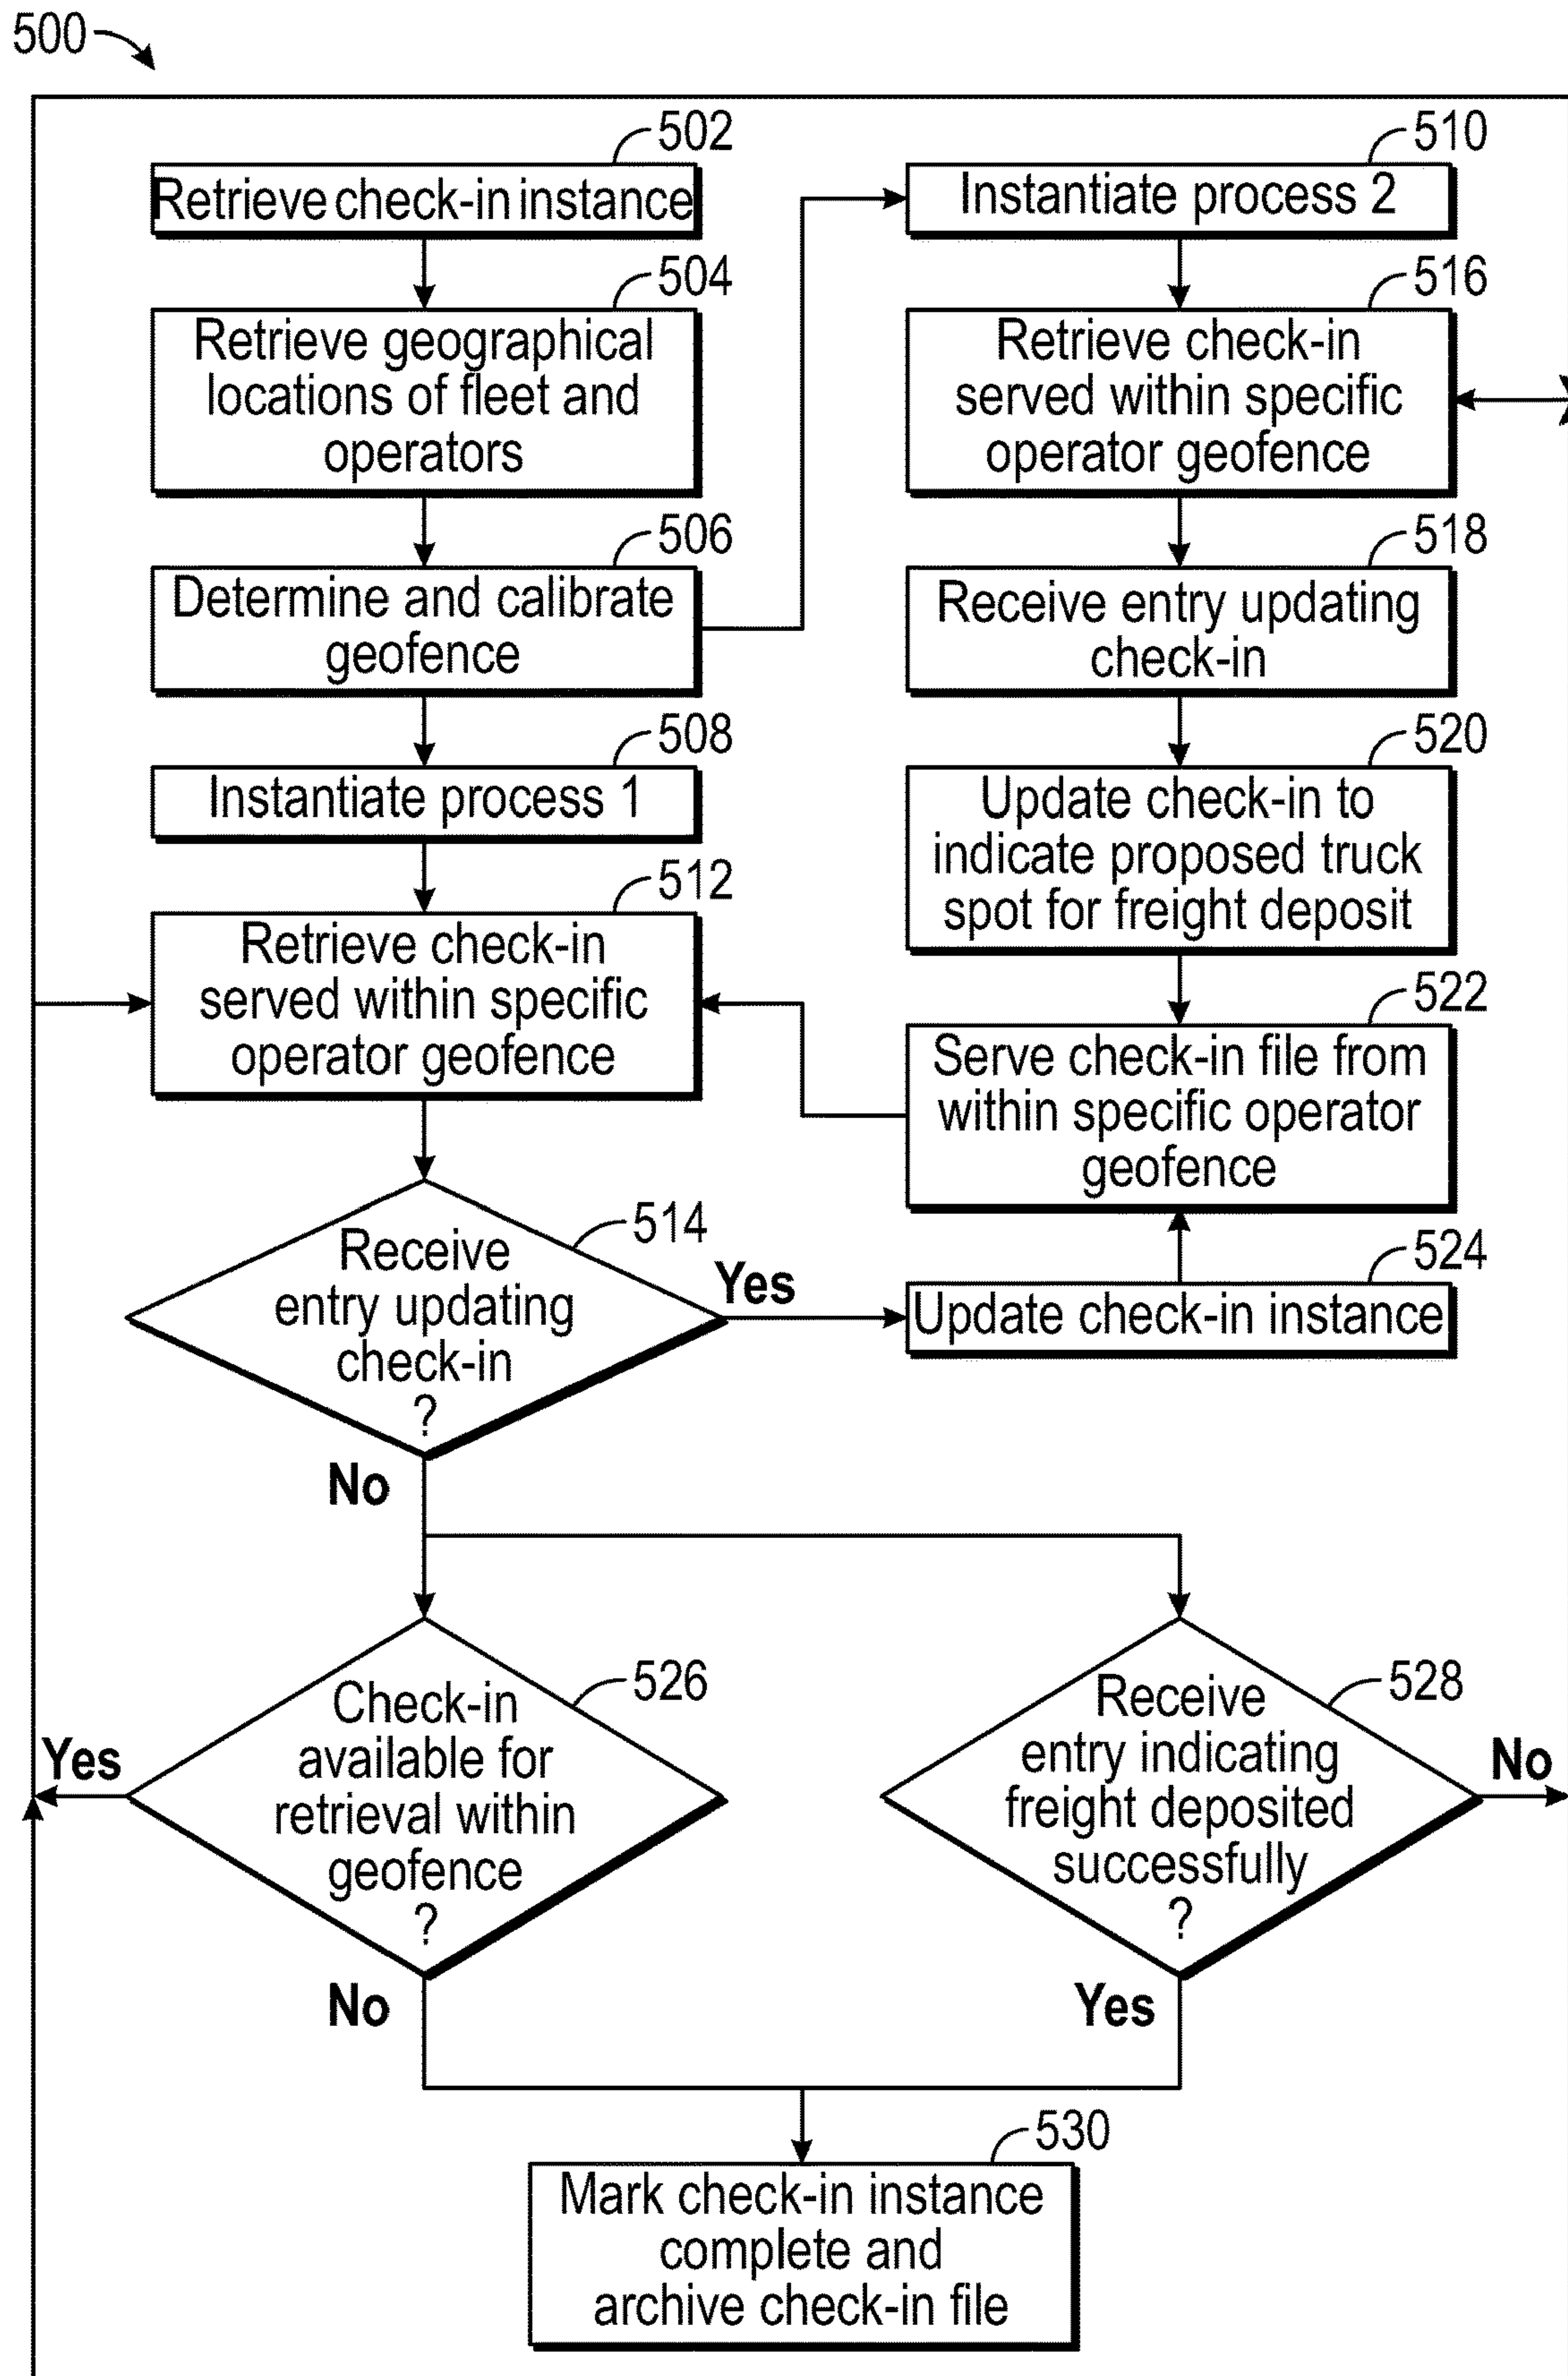 500
502
Retrieve check-in instance
504
Retrieve geographical
locations of fleet and
operators
506
Determine and calibrate
geofence
508
Instantiate process 1
512
Retrieve check-in
served within specific
operator geofence
514
Receive
entry updating
check-in
?
Yes
No
510
Instantiate process 2
516
Retrieve check-in
served within specific
operator geofence
518
Receive entry updating
check-in
520
Update check-in to
indicate proposed truck
spot for freight deposit
522
Serve check-in file from
within specific operator
geofence
524
Update check-in instance
526
Check-in
available for
retrieval within
geofence
?
Yes
No
528
Receive
entry indicating
freight deposited
successfully
?
No
Yes
530
Mark check-in instance
complete and
archive check-in file